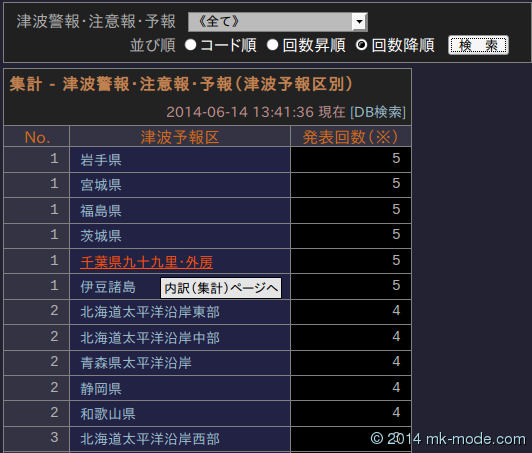 津波警報・注意報・予報 《全て》
並び順 コード順 回数昇順 回数降順 検 索
集計 - 津波警報・注意報・予報（津波予報区別）
2014-06-14 13:41:36 現在 [DB検索]
No. 津波予報区 発表回数（※）
1 岩手県 5
1 宮城県 5
1 福島県 5
1 茨城県 5
1 千葉県九十九里・外房 5
1 伊豆諸島 内訳（集計）ページへ 5
2 北海道太平洋沿岸東部 4
2 北海道太平洋沿岸中部 4
2 青森県太平洋沿岸 4
2 静岡県 4
2 和歌山県 4
3 北海道太平洋沿岸西部
© 2014 mk-mode.com